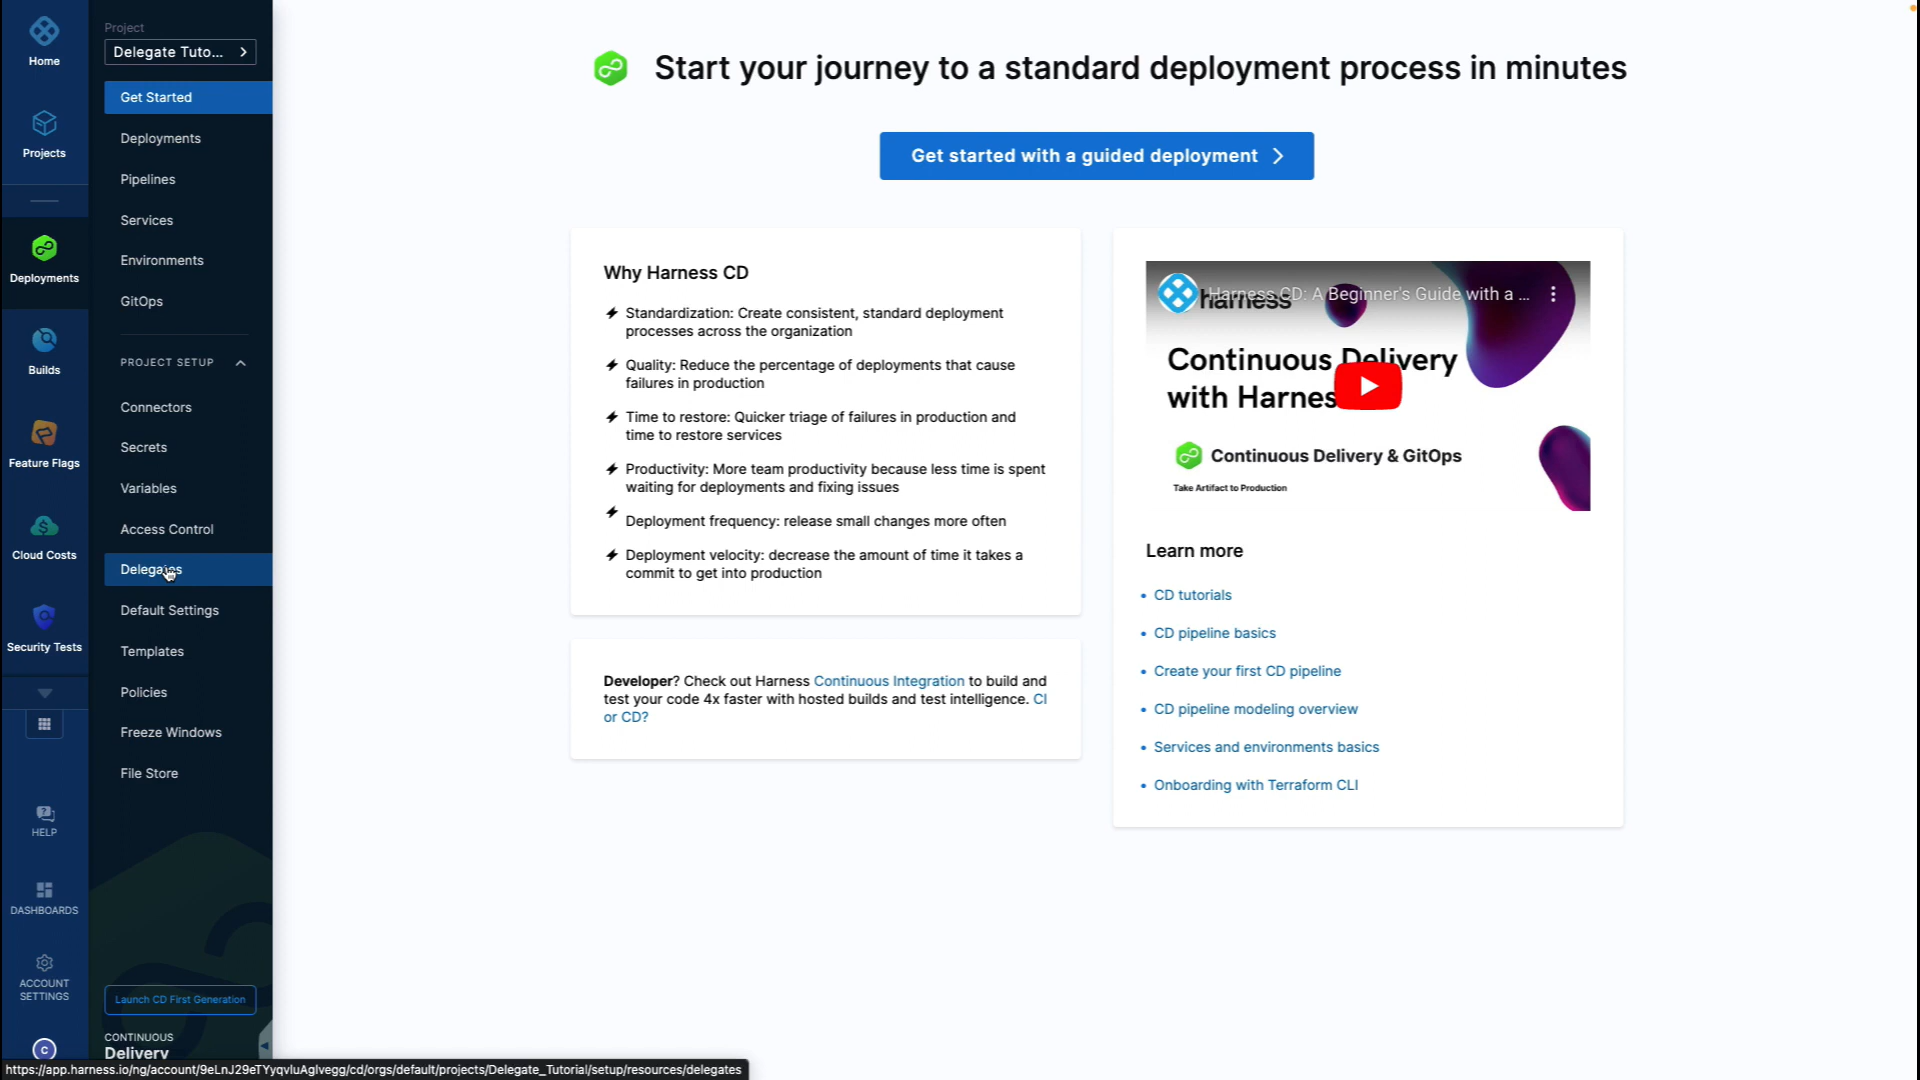 Home
Projects
Deployments
Builds
Feature Flags
Cloud Costs
Security Tests
HELP
DASHBOARDS
ACCOUNT
SETTINGS
C
Project
Delegate Tuto...
Get Started
Deployments
Pipelines
Services
Environments
GitOps
PROJECT SETUP
Connectors
Secrets
Variables
Access Control
Delegates
Default Settings
Templates
Policies
Freeze Windows
File Store
Launch CD First Generation
CONTINUOUS
Delivery
Start your journey to a standard deployment process in minutes
Get started with a guided deployment
Why Harness CD
Standardization: Create consistent, standard deployment
processes across the organization
Quality: Reduce the percentage of deployments that cause
failures in production
Time to restore: Quicker triage of failures in production and
time to restore services
Productivity: More team productivity because less time is spent
waiting for deployments and fixing issues
Deployment frequency: release small changes more often
Deployment velocity: decrease the amount of time it takes a
commit to get into production
Developer? Check out Harness Continuous Integration to build and
test your code 4x faster with hosted builds and test intelligence. CI
or CD?
Harness CD: A Beginner's Guide with a ...
harness
Continuous Delivery
with Harness
Continuous Delivery & GitOps
Take Artifact to Production
Learn more
• CD tutorials
• CD pipeline basics
• Create your first CD pipeline
• CD pipeline modeling overview
• Services and environments basics
• Onboarding with Terraform CLI
https://app.harness.io/ng/account/9eLnJ29eTYyqvluAglvegg/cd/orgs/default/projects/Delegate_Tutorial/setup/resources/delegates